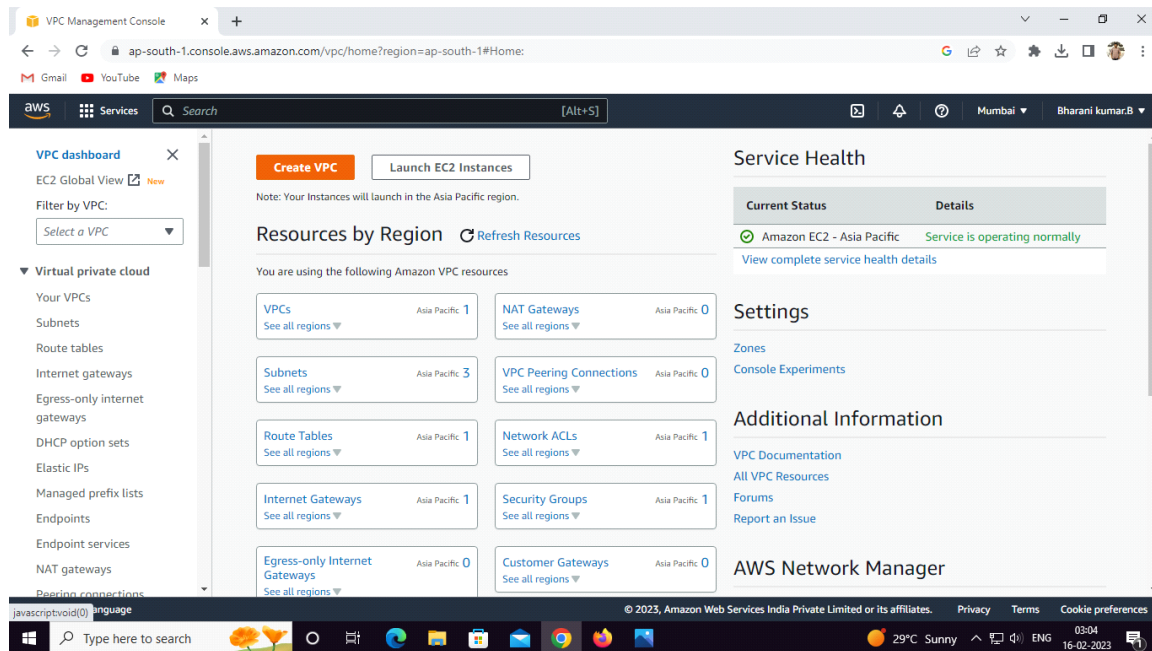 VPC Management Console
ap-south-1.console.aws.amazon.com/vpc/home?region=ap-south-1#Home:
Gmail YouTube Maps
aws Services Search [Alt+S] Mumbai Bharani kumar.B
VPC dashboard
EC2 Global View New
Filter by VPC:
Select a VPC
Virtual private cloud
Your VPCs
Subnets
Route tables
Internet gateways
Egress-only internet
gateways
DHCP option sets
Elastic IPs
Managed prefix lists
Endpoints
Endpoint services
NAT gateways
Peering connections
Create VPC Launch EC2 Instances
Note: Your Instances will launch in the Asia Pacific region.
Resources by Region Refresh Resources
You are using the following Amazon VPC resources
VPCs Asia Pacific 1
See all regions
NAT Gateways Asia Pacific 0
See all regions
Subnets Asia Pacific 3
See all regions
VPC Peering Connections Asia Pacific 0
See all regions
Route Tables Asia Pacific 1
See all regions
Network ACLs Asia Pacific 1
See all regions
Internet Gateways Asia Pacific 1
See all regions
Security Groups Asia Pacific 1
See all regions
Egress-only Internet Asia Pacific 0
Gateways
See all regions
Customer Gateways Asia Pacific 0
See all regions
Service Health
Current Status Details
Amazon EC2 - Asia Pacific Service is operating normally
View complete service health details
Settings
Zones
Console Experiments
Additional Information
VPC Documentation
All VPC Resources
Forums
Report an Issue
AWS Network Manager
javascript:void(0) anguage © 2023, Amazon Web Services India Private Limited or its affiliates. Privacy Terms Cookie preferences
Type here to search 29°C Sunny ENG 03:04
16-02-2023 1